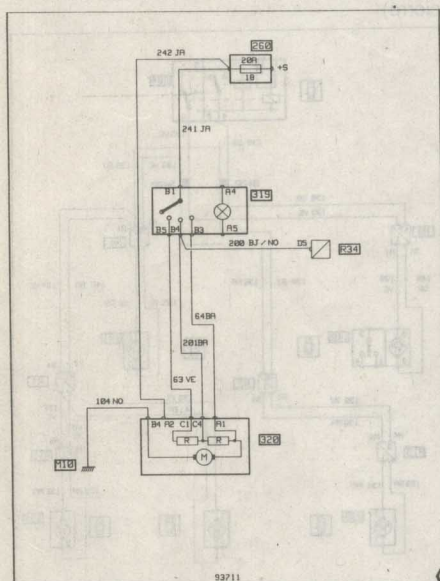 260
242 JA
20A
+S
18
241 JA
B1
A4
319
B5
B4
B3
A5
200 BJ/NO
D5
R34
64BA
201BA
63 VE
104 NO
B4
A2
C1
C4
A1
R
R
320
M
M10
93711